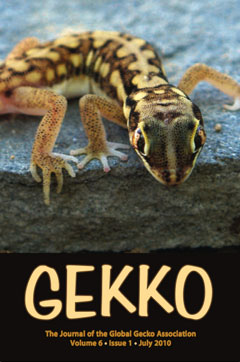 GEKKO
The Journal of the Global Gecko Association
Volume 6 • Issue 1 • July 2010